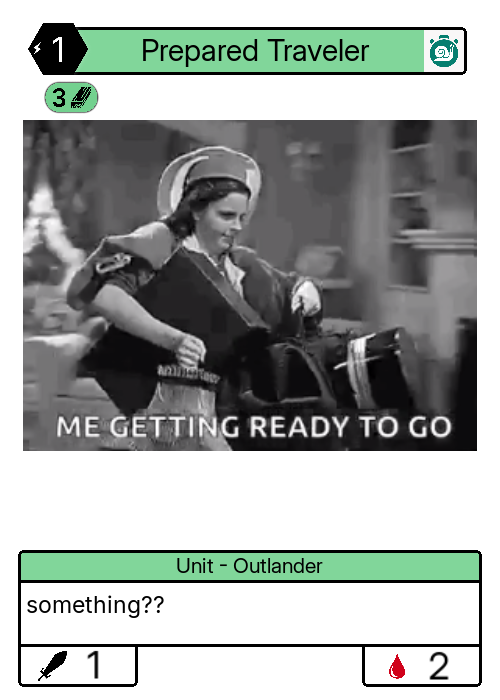 1
Prepared Traveler
3
ME GETTING READY TO GO
Unit - Outlander
something??
1
2